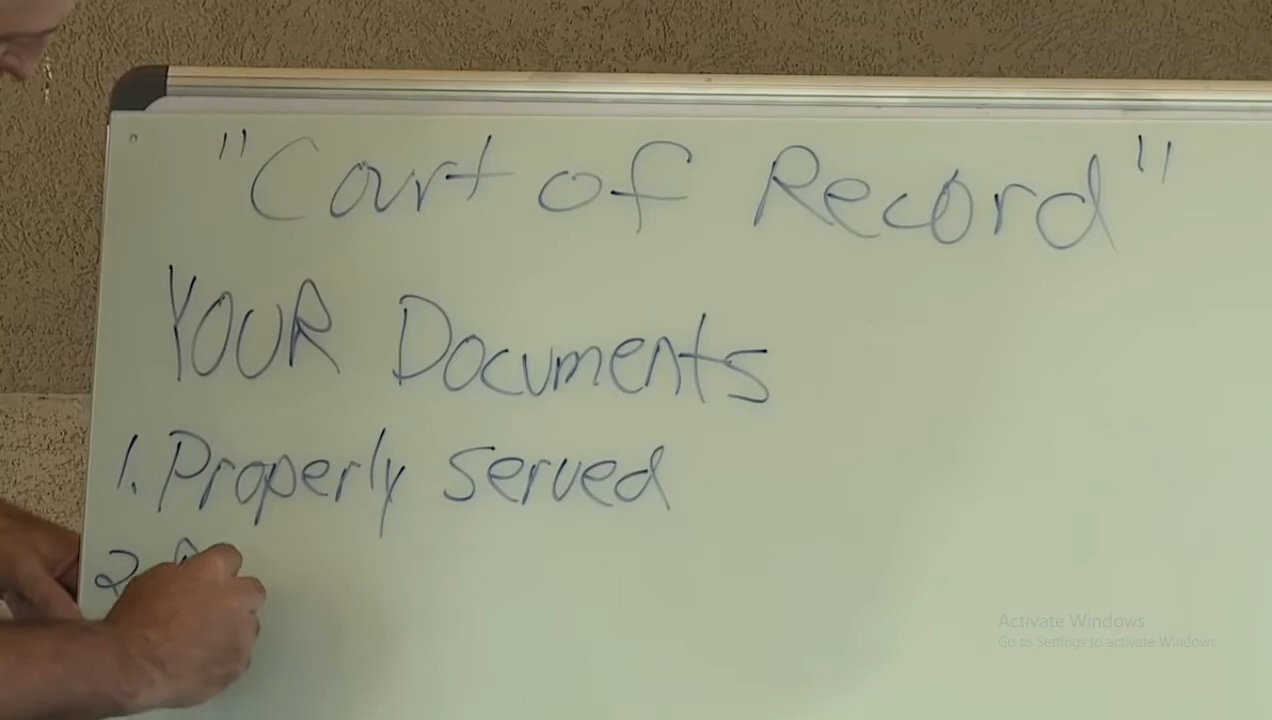 "Court of Record"
YOUR Documents
1. Properly served
2
Activate Windows
Go to Settings to activate Windows.